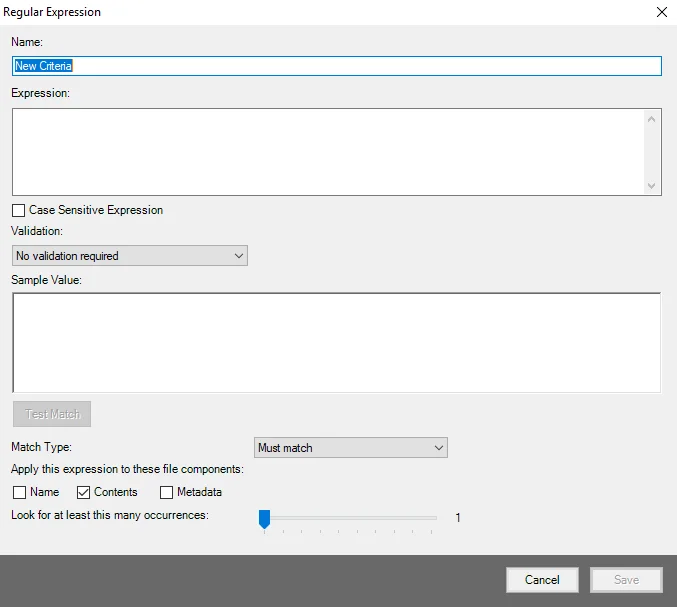 Regular Expression
Name:
New Criteria
Expression:
Case Sensitive Expression
Validation:
No validation required
Sample Value:
Test Match
Match Type: Must match
Apply this expression to these file components:
Name Contents Metadata
Look for at least this many occurrences: 1
Cancel Save